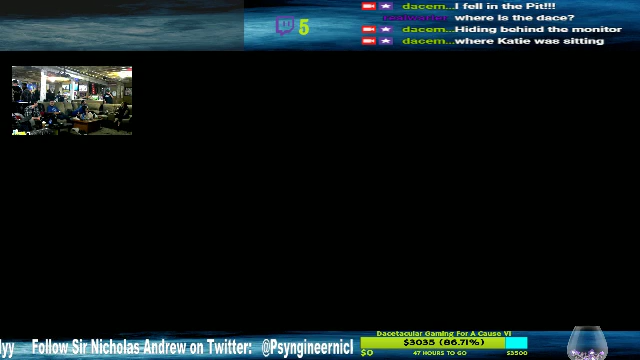 dacem...I fell in the Pit!!!
where is the dace?
5
dacem...Hiding behind the monitor
dacem...where Katie was sitting
Dacetacular Gaming For A Cause VI
yy Follow Sir Nicholas Andrew on Twitter: @Psyngineernicl
$3035 (86.71%)
$0 47 HOURS TO GO $3500